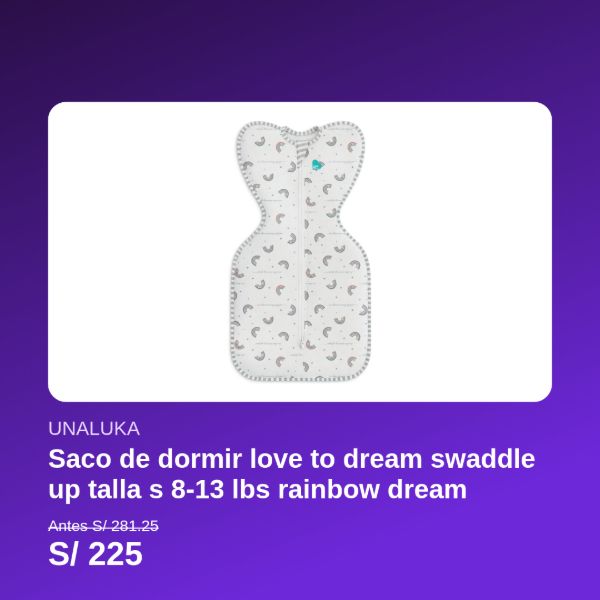 UNALUKA
Saco de dormir love to dream swaddle
up talla s 8-13 lbs rainbow dream
Antes S/ 281.25
S/ 225